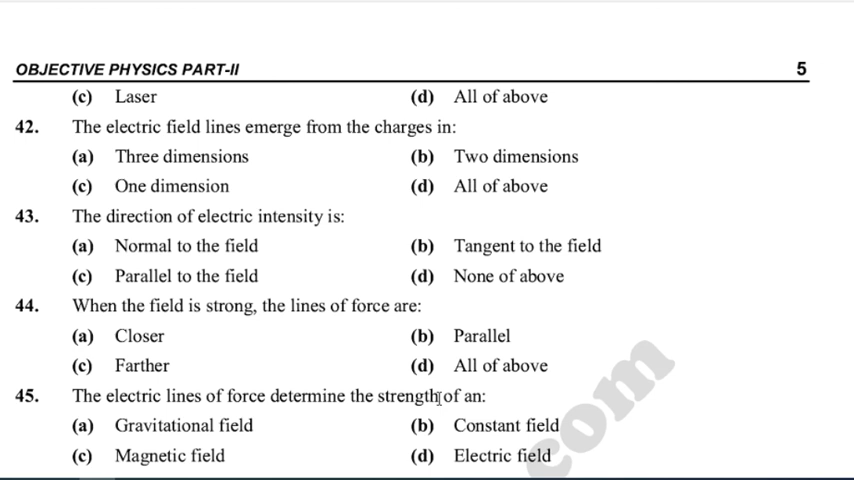 OBJECTIVE PHYSICS PART-II 5
(c) Laser (d) All of above
42. The electric field lines emerge from the charges in:
(a) Three dimensions (b) Two dimensions
(c) One dimension (d) All of above
43. The direction of electric intensity is:
(a) Normal to the field (b) Tangent to the field
(c) Parallel to the field (d) None of above
44. When the field is strong, the lines of force are:
(a) Closer (b) Parallel
(c) Farther (d) All of above
45. The electric lines of force determine the strength of an:
(a) Gravitational field (b) Constant field
(c) Magnetic field (d) Electric field
com